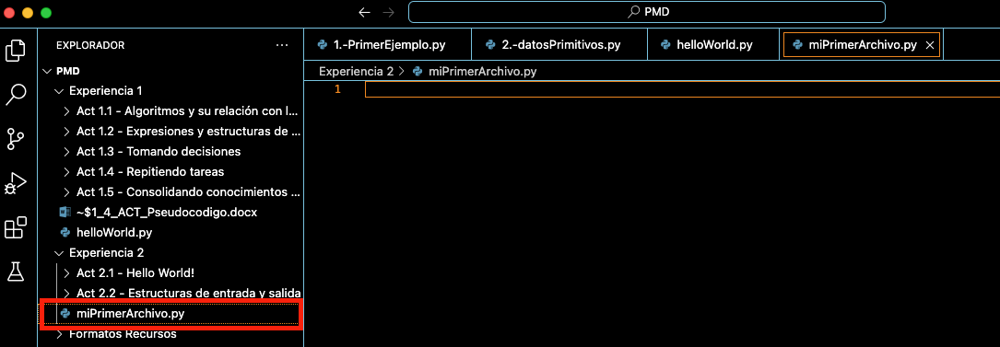 PMD
EXPLORADOR
1.-PrimerEjemplo.py
2.-datosPrimitivos.py
helloWorld.py
miPrimerArchivo.py
PMD
Experiencia 2 > miPrimerArchivo.py
Experiencia 1
1
Act 1.1 - Algoritmos y su relación con l...
Act 1.2 - Expresiones y estructuras de ...
Act 1.3 - Tomando decisiones
Act 1.4 - Repitiendo tareas
Act 1.5 - Consolidando conocimientos ...
~$1_4_ACT_Pseudocodigo.docx
helloWorld.py
Experiencia 2
Act 2.1 - Hello World!
Act 2.2 - Estructuras de entrada y salida
miPrimerArchivo.py
Formatos Recursos